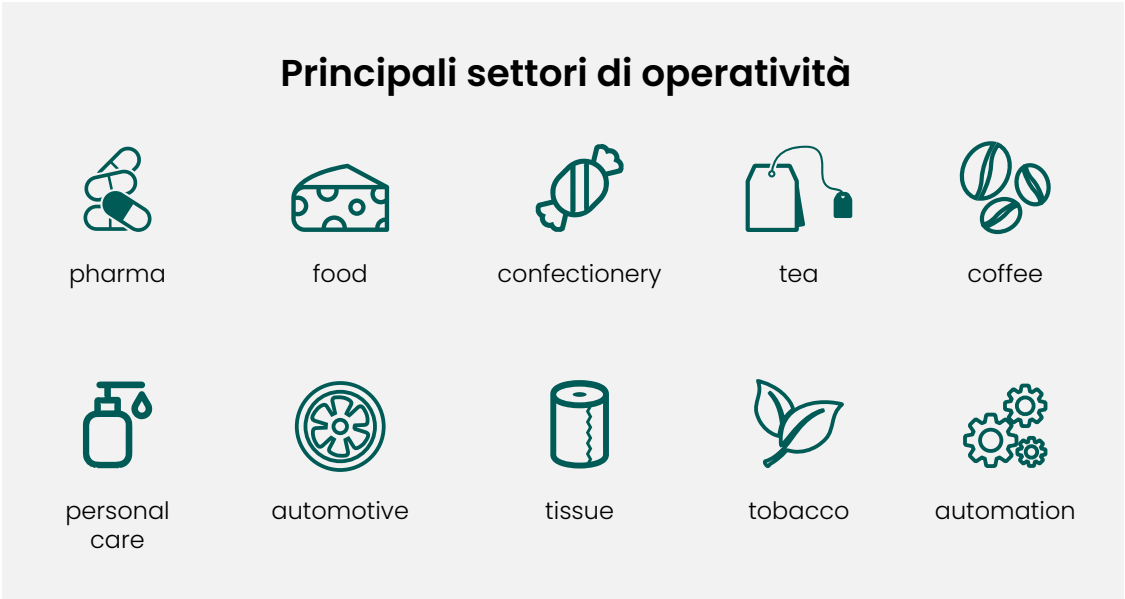 Principali settori di operatività
pharma
food
confectionery
tea
coffee
personal
care
automotive
tissue
tobacco
automation